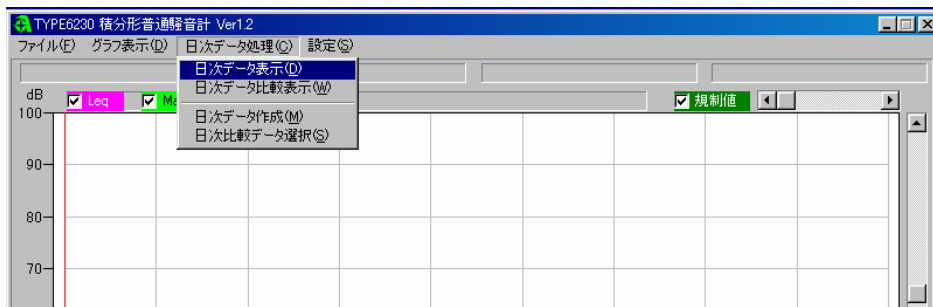 TYPE6230 積分形普通騒音計 Ver1.2
ファイル(F) グラフ表示(D) 日次データ処理(C) 設定(S)
日次データ表示(D)
日次データ比較表示(W)
日次データ作成(M)
日次比較データ選択(S)
dB
Leq
規制値
100
90
80
70